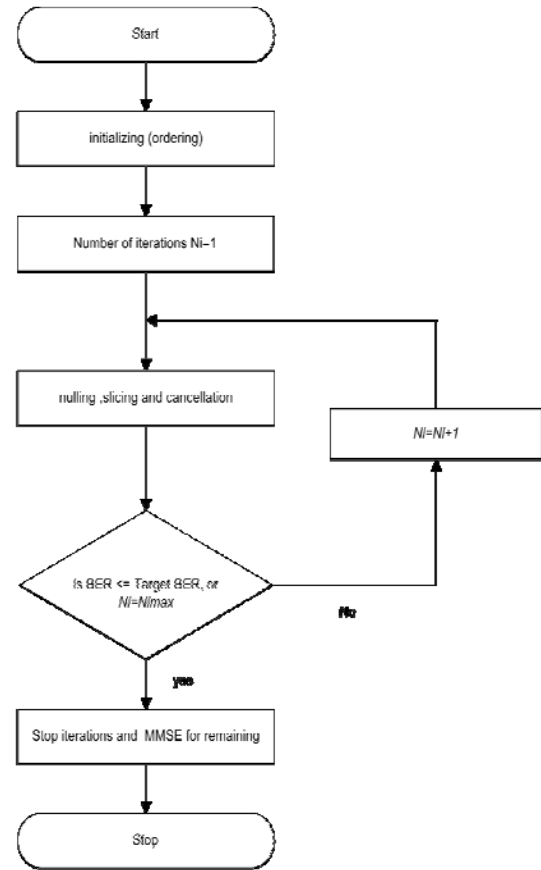 Start
initializing (ordering)
Number of iterations Ni=1
nulling ,slicing and cancellation
Ni=Ni+1
Is BER <= Target BER, or
Ni=Nimax
No
yes
Stop iterations and MMSE for remaining
Stop